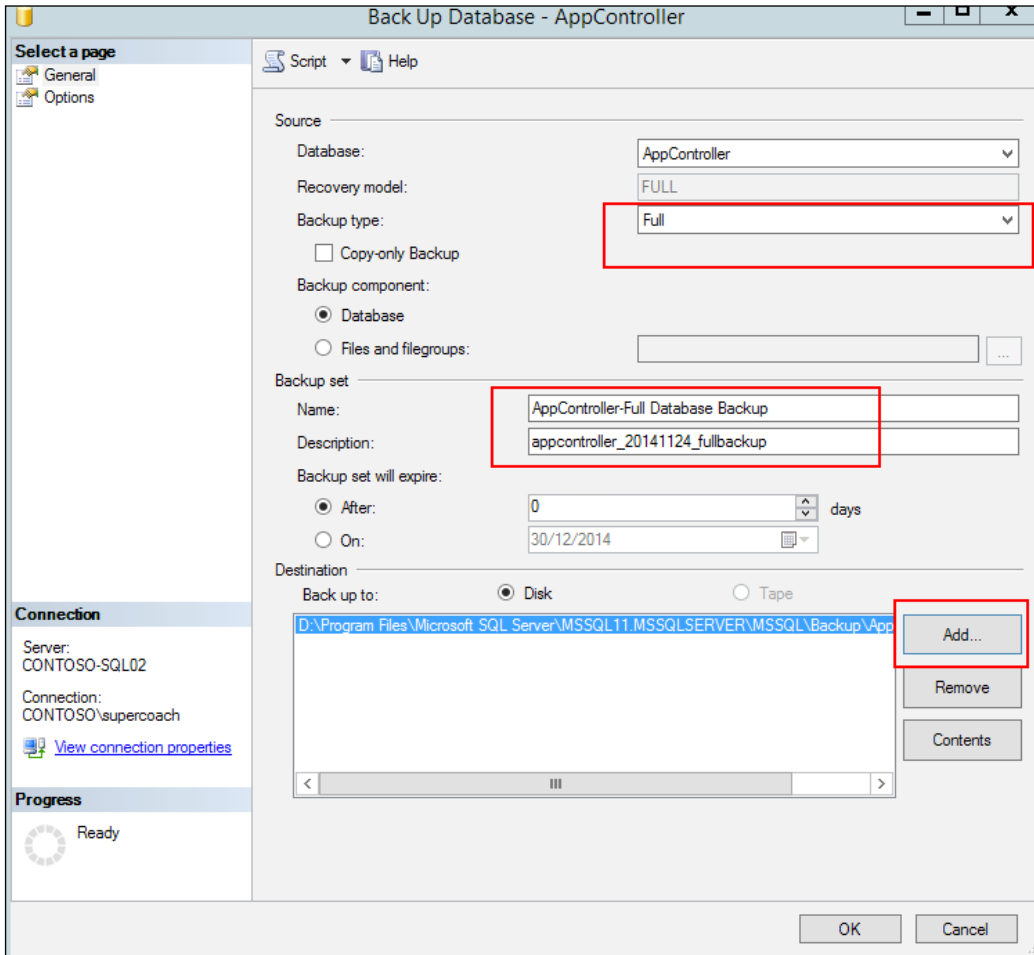 Back Up Database - AppController
Select a page
General
Options
Script
Help
Source
Database:
AppController
Recovery model:
FULL
Backup type:
Full
Copy-only Backup
Backup component:
Database
Files and filegroups:
...
Backup set
Name:
AppController-Full Database Backup
Description:
appcontroller_20141124_fullbackup
Backup set will expire:
After:
0
days
On:
30/12/2014
Destination
Back up to:
Disk
Tape
D:\Program Files\Microsoft SQL Server\MSSQL11.MSSQLSERVER\MSSQL\Backup\App
Add...
Remove
Contents
Connection
Server:
CONTOSO-SQL02
Connection:
CONTOSO\supercoach
View connection properties
Progress
Ready
OK
Cancel